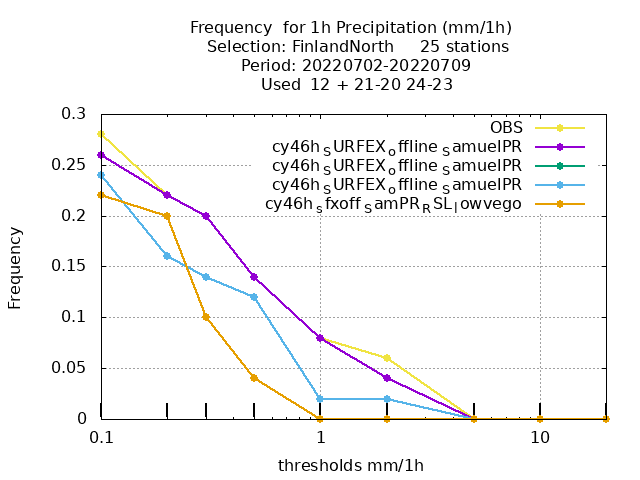 Frequency  for 1h Precipitation (mm/1h)
Selection: FinlandNorth     25 stations
Period: 20220702-20220709
Used  12 + 21-20 24-23
0.3
OBS
cy46h_SURFEX_offline_SamuelPR
cy46h_SURFEX_offline_SamuelPR
cy46h_SURFEX_offline_SamuelPR
cy46h_sfxoff_SamPR_RSL_lowvego
0.25
0.2
0.15
0.1
0.05
0
Frequency
0.1 1 10
thresholds mm/1h